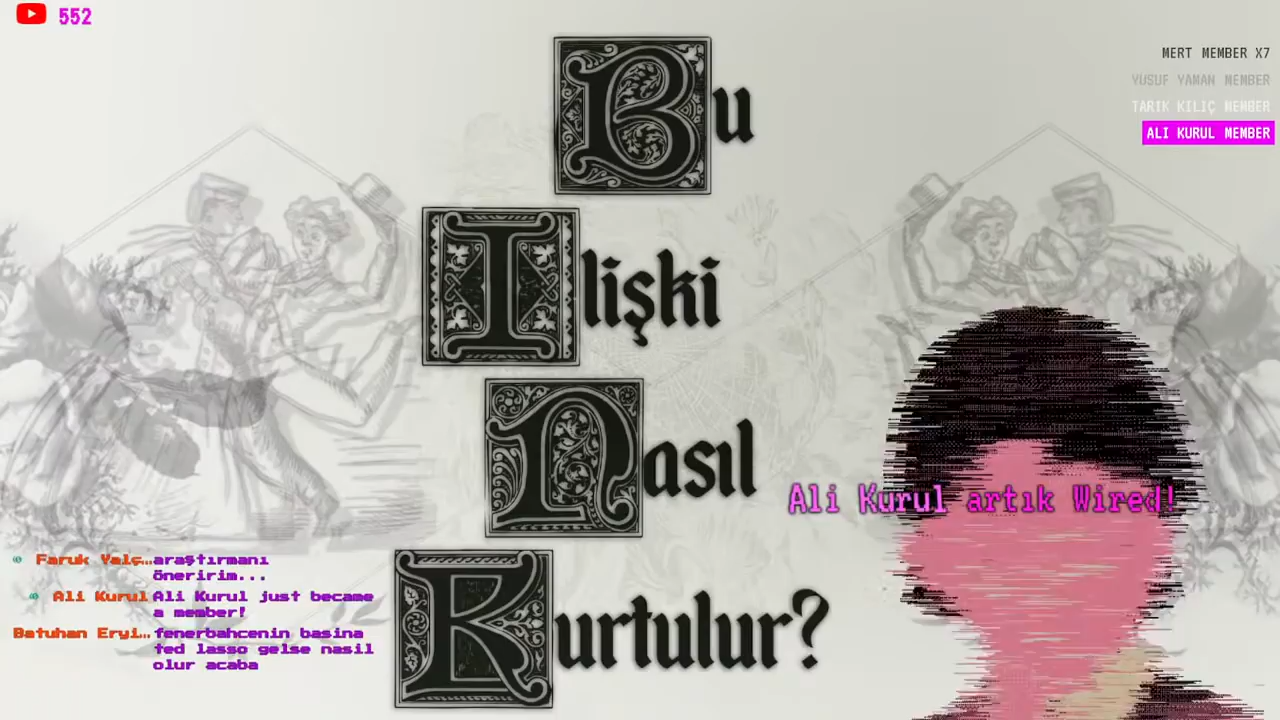 552
MERT MEMBER X7
YUSUF YAMAN MEMBER
TARIK KILIÇ MEMBER
ALI KURUL MEMBER
Bu
Ilişki
Nasıl
Kurtulur?
Ali Kurul artık Wired!
Faruk Yalç… araştırmanı
öneririm...
Ali Kurul Ali Kurul just became
a member!
Batuhan Eryi… fenerbahcenin basina
ted lasso gelse nasil
olur acaba